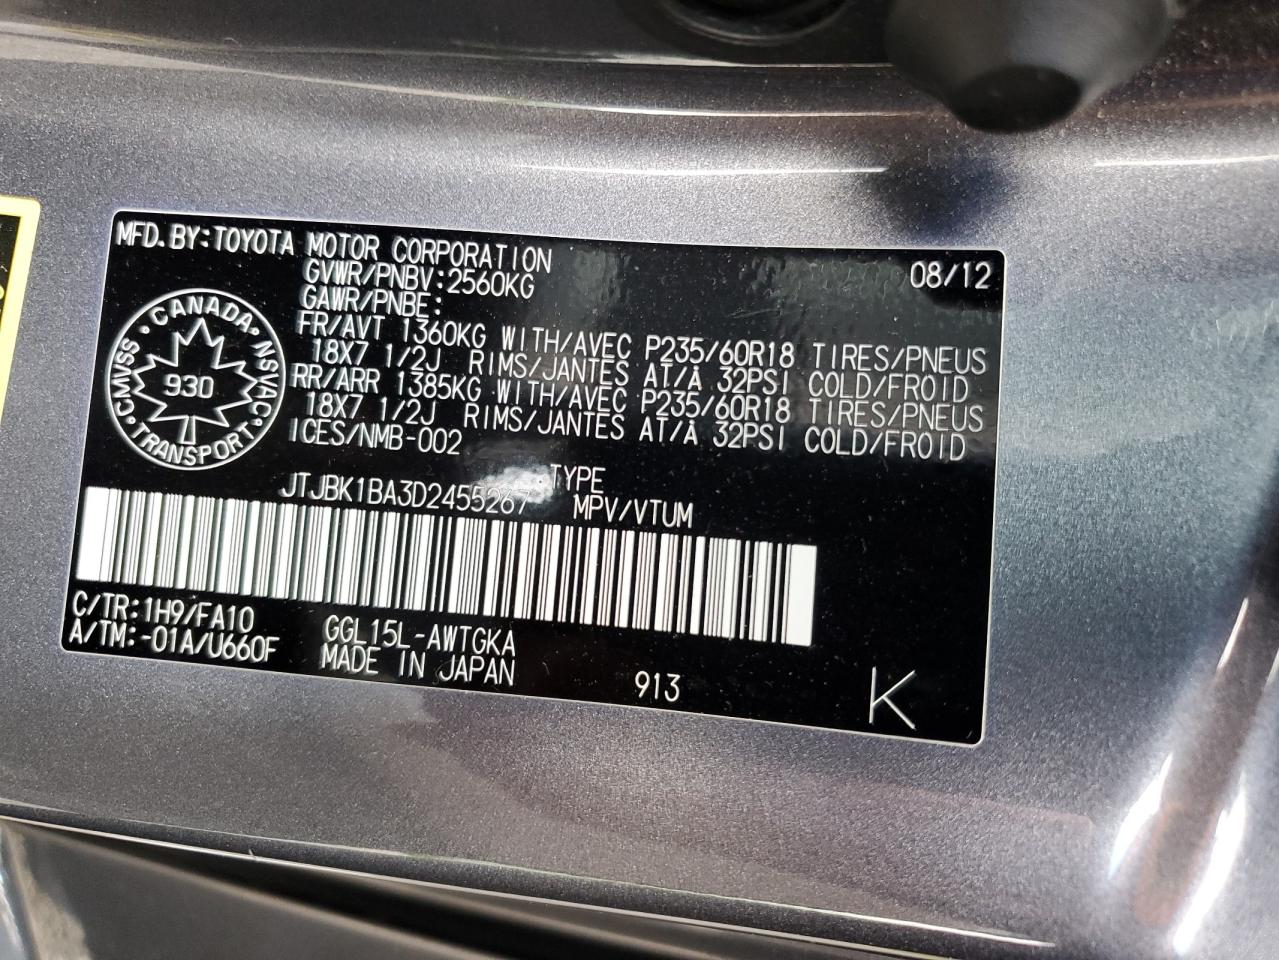 MFD.BY:TOYOTA MOTOR CORPORATION 08/12
GVWR/PNBV:2560KG
GAWR/PNBE:
FR/AVT 1360KG WITH/AVEC P235/60R18 TIRES/PNEUS
18X7 1/2J RIMS/JANTES AT/À 32PSI COLD/FROID
RR/ARR 1385KG WITH/AVEC P235/60R18 TIRES/PNEUS
18X7 1/2J RIMS/JANTES AT/À 32PSI COLD/FROID
ICES/NMB-002
CANADA · NSVAC · TRANSPORT · CMVSS ·
930
JTJBK1BA3D2455267
TYPE
MPV/VTUM
C/TR:1H9/FA10
A/TM:-01A/U660F
GGL15L-AWTGKA
MADE IN JAPAN
913
K